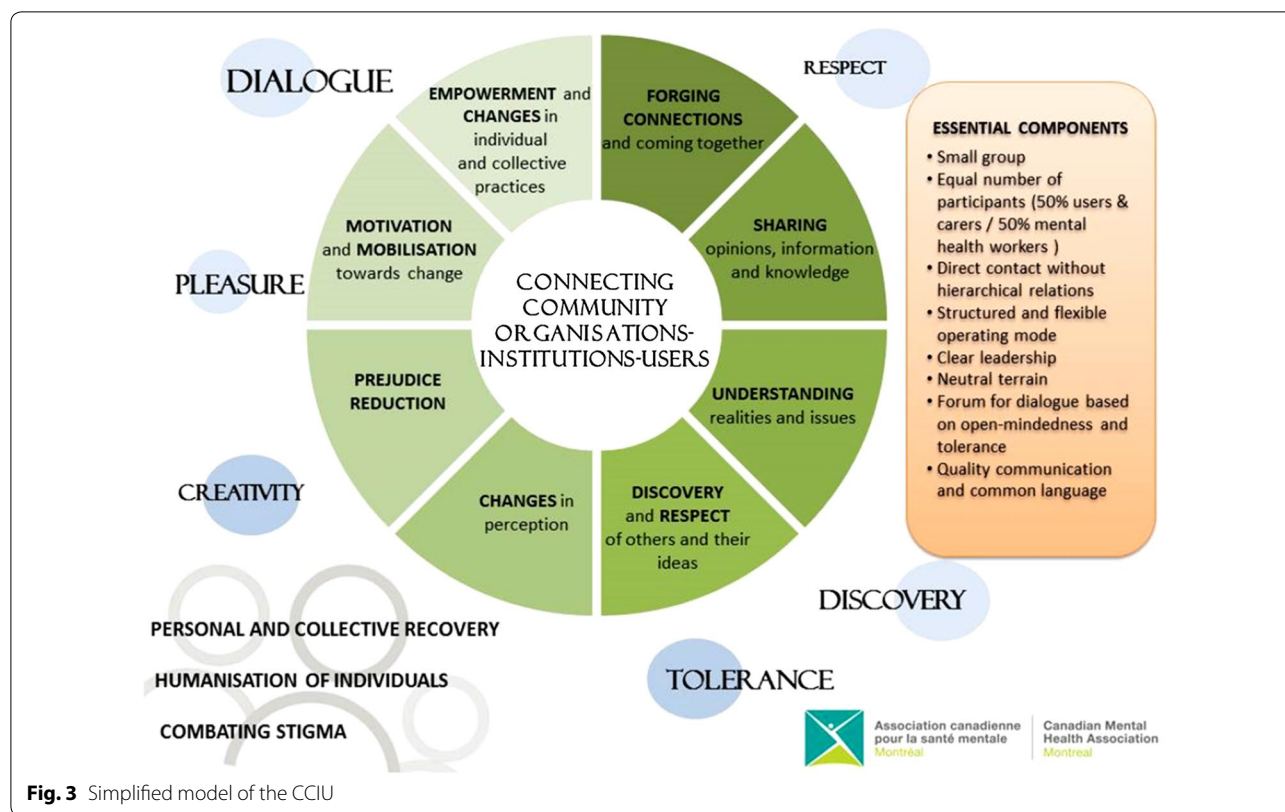 DIALOGUE
RESPECT
EMPOWERMENT and
CHANGES in
individual
and collective
practices
FORGING
CONNECTIONS
and coming together
SHARING
opinions, information
and knowledge
UNDERSTANDING
realities and issues
DISCOVERY
and RESPECT
of others and their
ideas
CHANGES in
perception
PREJUDICE
REDUCTION
MOTIVATION
and MOBILISATION
towards change
CONNECTING
COMMUNITY
ORGANISATIONS-
INSTITUTIONS-USERS
PLEASURE
CREATIVITY
ESSENTIAL COMPONENTS
• Small group
• Equal number of
participants (50% users &
carers / 50% mental
health workers )
• Direct contact without
hierarchical relations
• Structured and flexible
operating mode
• Clear leadership
• Neutral terrain
• Forum for dialogue based
on open-mindedness and
tolerance
• Quality communication
and common language
DISCOVERY
TOLERANCE
PERSONAL AND COLLECTIVE RECOVERY
HUMANISATION OF INDIVIDUALS
COMBATING STIGMA
Association canadienne
pour la santé mentale
Montréal
Canadian Mental
Health Association
Montreal
Fig. 3 Simplified model of the CCIU